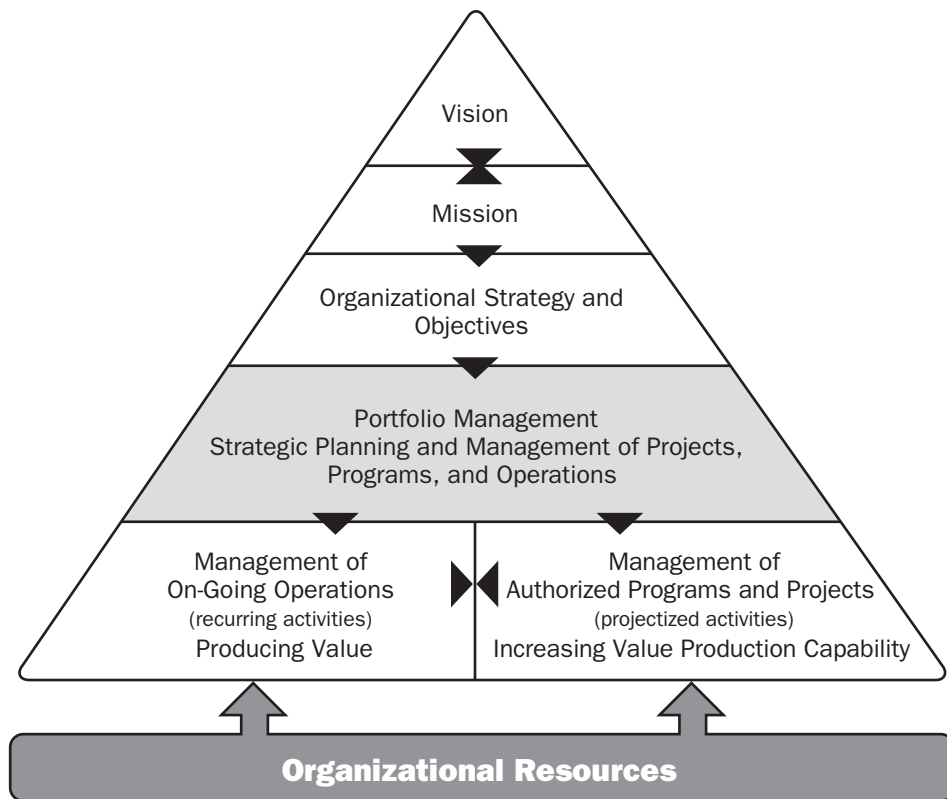 Vision
Mission
Organizational Strategy and
Objectives
Portfolio Management
Strategic Planning and Management of Projects,
Programs, and Operations
Management of
On-Going Operations
(recurring activities)
Producing Value
Management of
Authorized Programs and Projects
(projectized activities)
Increasing Value Production Capability
Organizational Resources